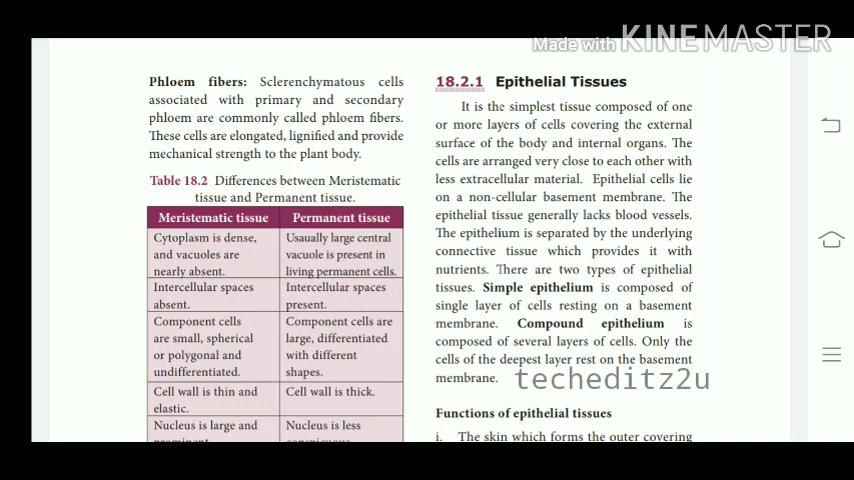 Made with KINEMASTER
Phloem fibers: Sclerenchymatous cells
associated with primary and secondary
phloem are commonly called phloem fibers.
These cells are elongated, lignified and provide
mechanical strength to the plant body.
Table 18.2 Differences between Meristematic
tissue and Permanent tissue.
Meristematic tissue Permanent tissue
Cytoplasm is dense,
and vacuoles are
nearly absent.
Usaually large central
vacuole is present in
living permanent cells.
Intercellular spaces
absent.
Intercellular spaces
present.
Component cells
are small, spherical
or polygonal and
undifferentiated.
Component cells are
large, differentiated
with different
shapes.
Cell wall is thin and
elastic.
Cell wall is thick.
Nucleus is large and
prominent
Nucleus is less
conspicuous
18.2.1 Epithelial Tissues
It is the simplest tissue composed of one
or more layers of cells covering the external
surface of the body and internal organs. The
cells are arranged very close to each other with
less extracellular material. Epithelial cells lie
on a non-cellular basement membrane. The
epithelial tissue generally lacks blood vessels.
The epithelium is separated by the underlying
connective tissue which provides it with
nutrients. There are two types of epithelial
tissues. Simple epithelium is composed of
single layer of cells resting on a basement
membrane. Compound epithelium is
composed of several layers of cells. Only the
cells of the deepest layer rest on the basement
membrane.
techeditz2u
Functions of epithelial tissues
i. The skin which forms the outer covering